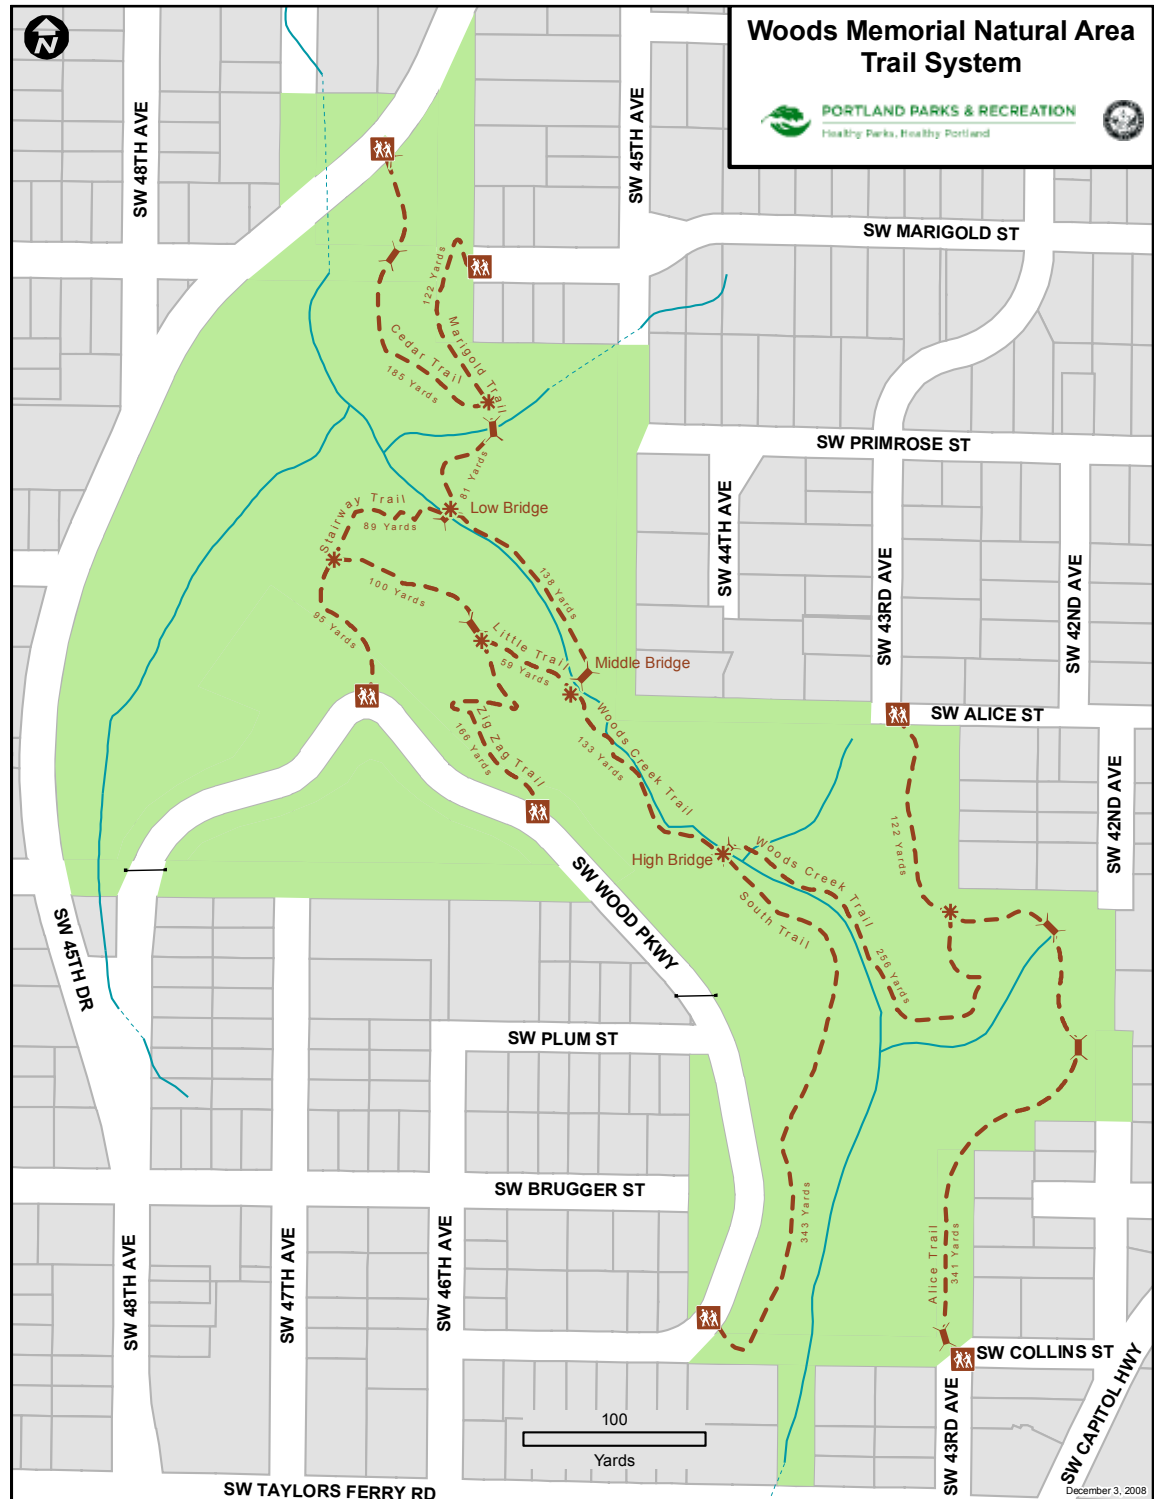 N
Woods Memorial Natural Area
Trail System
PORTLAND PARKS & RECREATION
Healthy Parks, Healthy Portland
SW 48TH AVE
SW 45TH AVE
SW MARIGOLD ST
122 Yards
Marigold Trail
Cedar Trail
185 Yards
SW PRIMROSE ST
81 Yards
Low Bridge
Stairway Trail
89 Yards
SW 44TH AVE
SW 43RD AVE
SW 42ND AVE
138 Yards
100 Yards
95 Yards
Little Trail
59 Yards
Middle Bridge
Zig Zag Trail
166 Yards
Woods Creek Trail
133 Yards
SW ALICE ST
SW 42ND AVE
122 Yards
High Bridge
Woods Creek Trail
256 Yards
South Trail
SW WOOD PKWY
SW 45TH DR
SW PLUM ST
SW BRUGGER ST
343 Yards
Alice Trail
341 Yards
SW 48TH AVE
SW 47TH AVE
SW 46TH AVE
SW COLLINS ST
SW 43RD AVE
SW CAPITOL HWY
100
Yards
SW TAYLORS FERRY RD
December 3, 2008